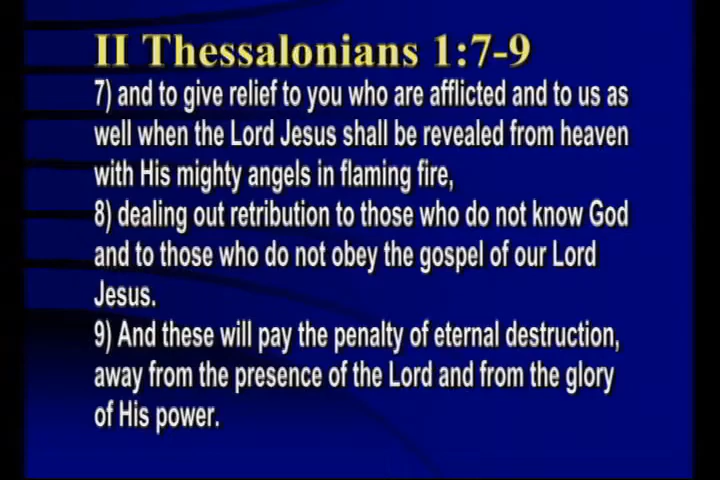 II Thessalonians 1:7-9
7) and to give relief to you who are afflicted and to us as
well when the Lord Jesus shall be revealed from heaven
with His mighty angels in flaming fire,
8) dealing out retribution to those who do not know God
and to those who do not obey the gospel of our Lord
Jesus.
9) And these will pay the penalty of eternal destruction,
away from the presence of the Lord and from the glory
of His power.